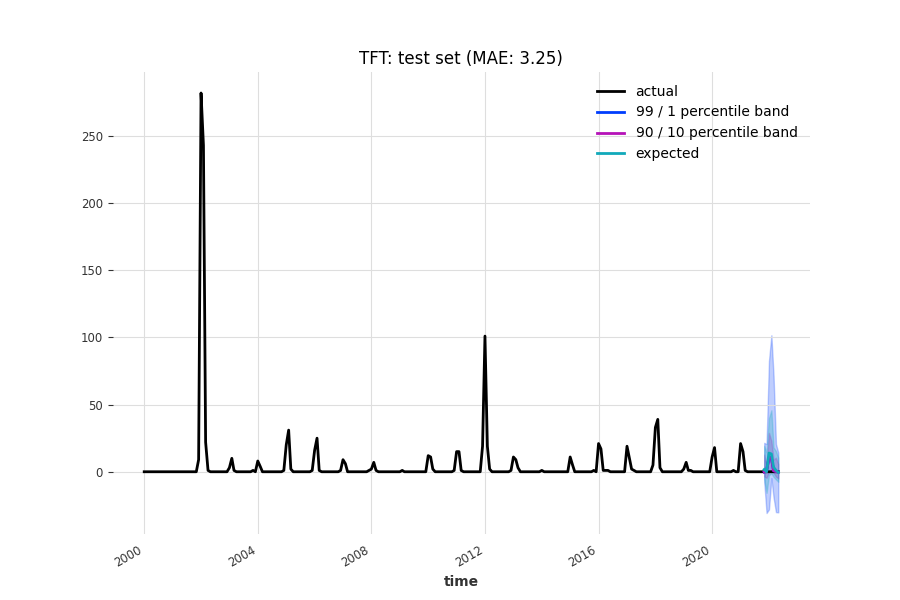 TFT: test set (MAE: 3.25)
actual
99 / 1 percentile band
90 / 10 percentile band
expected
250
200
150
100
50
0
2000
2004
2008
2012
2016
2020
time